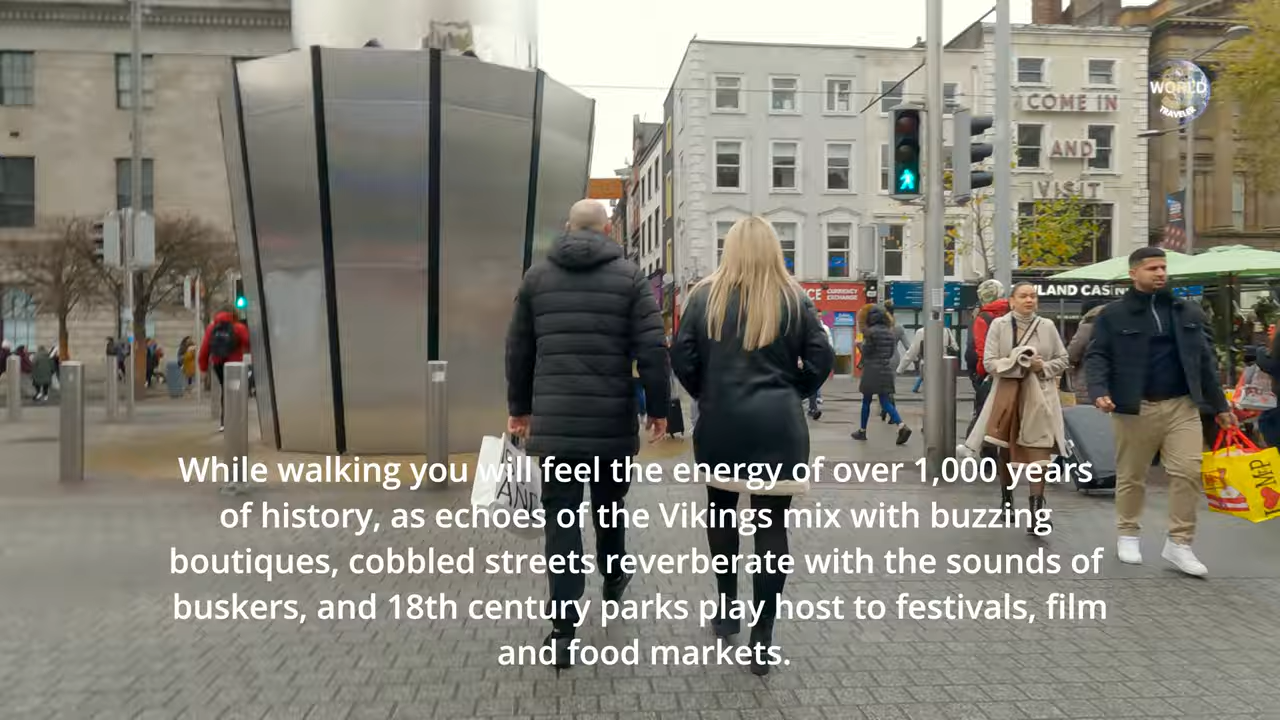 WORLD
TRAVELER
COME IN
AND
VISIT
CURRENCY
EXCHANGE
While walking you will feel the energy of over 1,000 years
of history, as echoes of the Vikings mix with buzzing
boutiques, cobbled streets reverberate with the sounds of
buskers, and 18th century parks play host to festivals, film
and food markets.